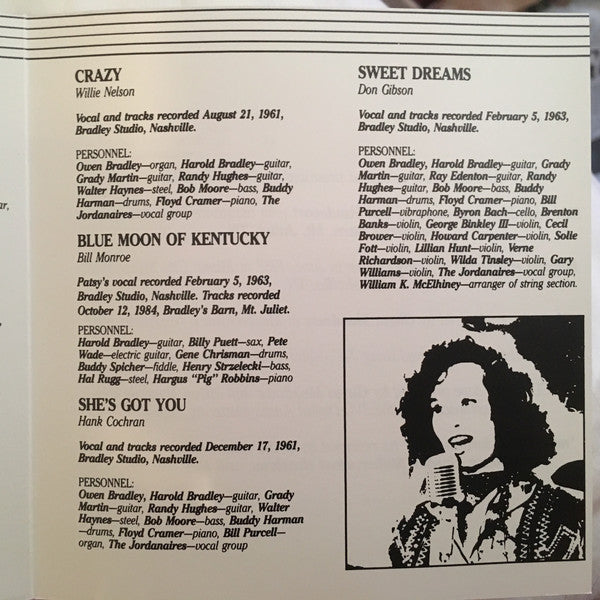 CRAZY
Willie Nelson
Vocal and tracks recorded August 21, 1961,
Bradley Studio, Nashville.
PERSONNEL:
Owen Bradley—organ, Harold Bradley—guitar,
Grady Martin—guitar, Randy Hughes—guitar,
Walter Haynes—steel, Bob Moore—bass, Buddy
Harman—drums, Floyd Cramer—piano, The
Jordanaires—vocal group
BLUE MOON OF KENTUCKY
Bill Monroe
Patsy's vocal recorded February 5, 1963,
Bradley Studio, Nashville. Tracks recorded
October 12, 1984, Bradley's Barn, Mt. Juliet.
PERSONNEL:
Harold Bradley—guitar, Billy Puett—sax, Pete
Wade—electric guitar, Gene Chrisman—drums,
Buddy Spicher—fiddle, Henry Strzelecki—bass,
Hal Rugg—steel, Hargus "Pig" Robbins—piano
SHE'S GOT YOU
Hank Cochran
Vocal and tracks recorded December 17, 1961,
Bradley Studio, Nashville.
PERSONNEL:
Owen Bradley, Harold Bradley—guitar, Grady
Martin—guitar, Randy Hughes—guitar, Walter
Haynes—steel, Bob Moore—bass, Buddy Harman
—drums, Floyd Cramer—piano, Bill Purcell—
organ, The Jordanaires—vocal group
SWEET DREAMS
Don Gibson
Vocal and tracks recorded February 5, 1963,
Bradley Studio, Nashville.
PERSONNEL:
Owen Bradley, Harold Bradley—guitar, Grady
Martin—guitar, Ray Edenton—guitar, Randy
Hughes—guitar, Bob Moore—bass, Buddy
Harman—drums, Floyd Cramer—piano, Bill
Purcell—vibraphone, Byron Bach—cello, Brenton
Banks—violin, George Binkley III—violin, Cecil
Brower—violin, Howard Carpenter—violin, Solie
Fott—violin, Lillian Hunt—violin, Verne
Richardson—violin, Wilda Tinsley—violin, Gary
Williams—violin, The Jordanaires—vocal group,
William K. McElhiney—arranger of string section.